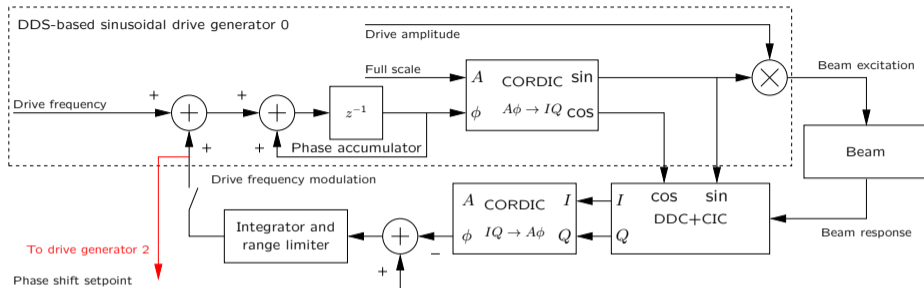 DDS-based sinusoidal drive generator 0
Drive amplitude
Full scale
A
CORDIC
sin
Beam excitation
Drive frequency
+
+
+
+
z⁻¹
ϕ
Aϕ → IQ
cos
+
+
Phase accumulator
Beam
Drive frequency modulation
A
CORDIC
I
I
cos
sin
DDC+CIC
Integrator and
range limiter
+
ϕ
IQ → Aϕ
Q
Q
−
Beam response
To drive generator 2
+
Phase shift setpoint